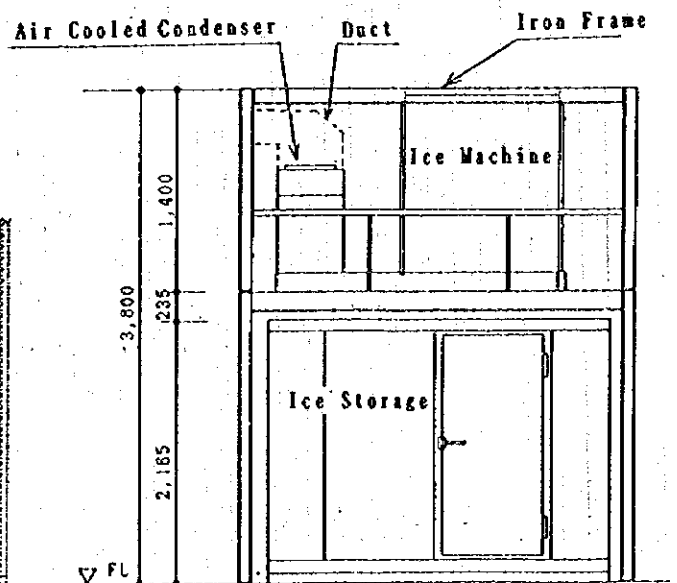 Iron Frame
Air Cooled Condenser
Duct
Ice Machine
1,400
235
3,800
Ice Storage
2,165
FL